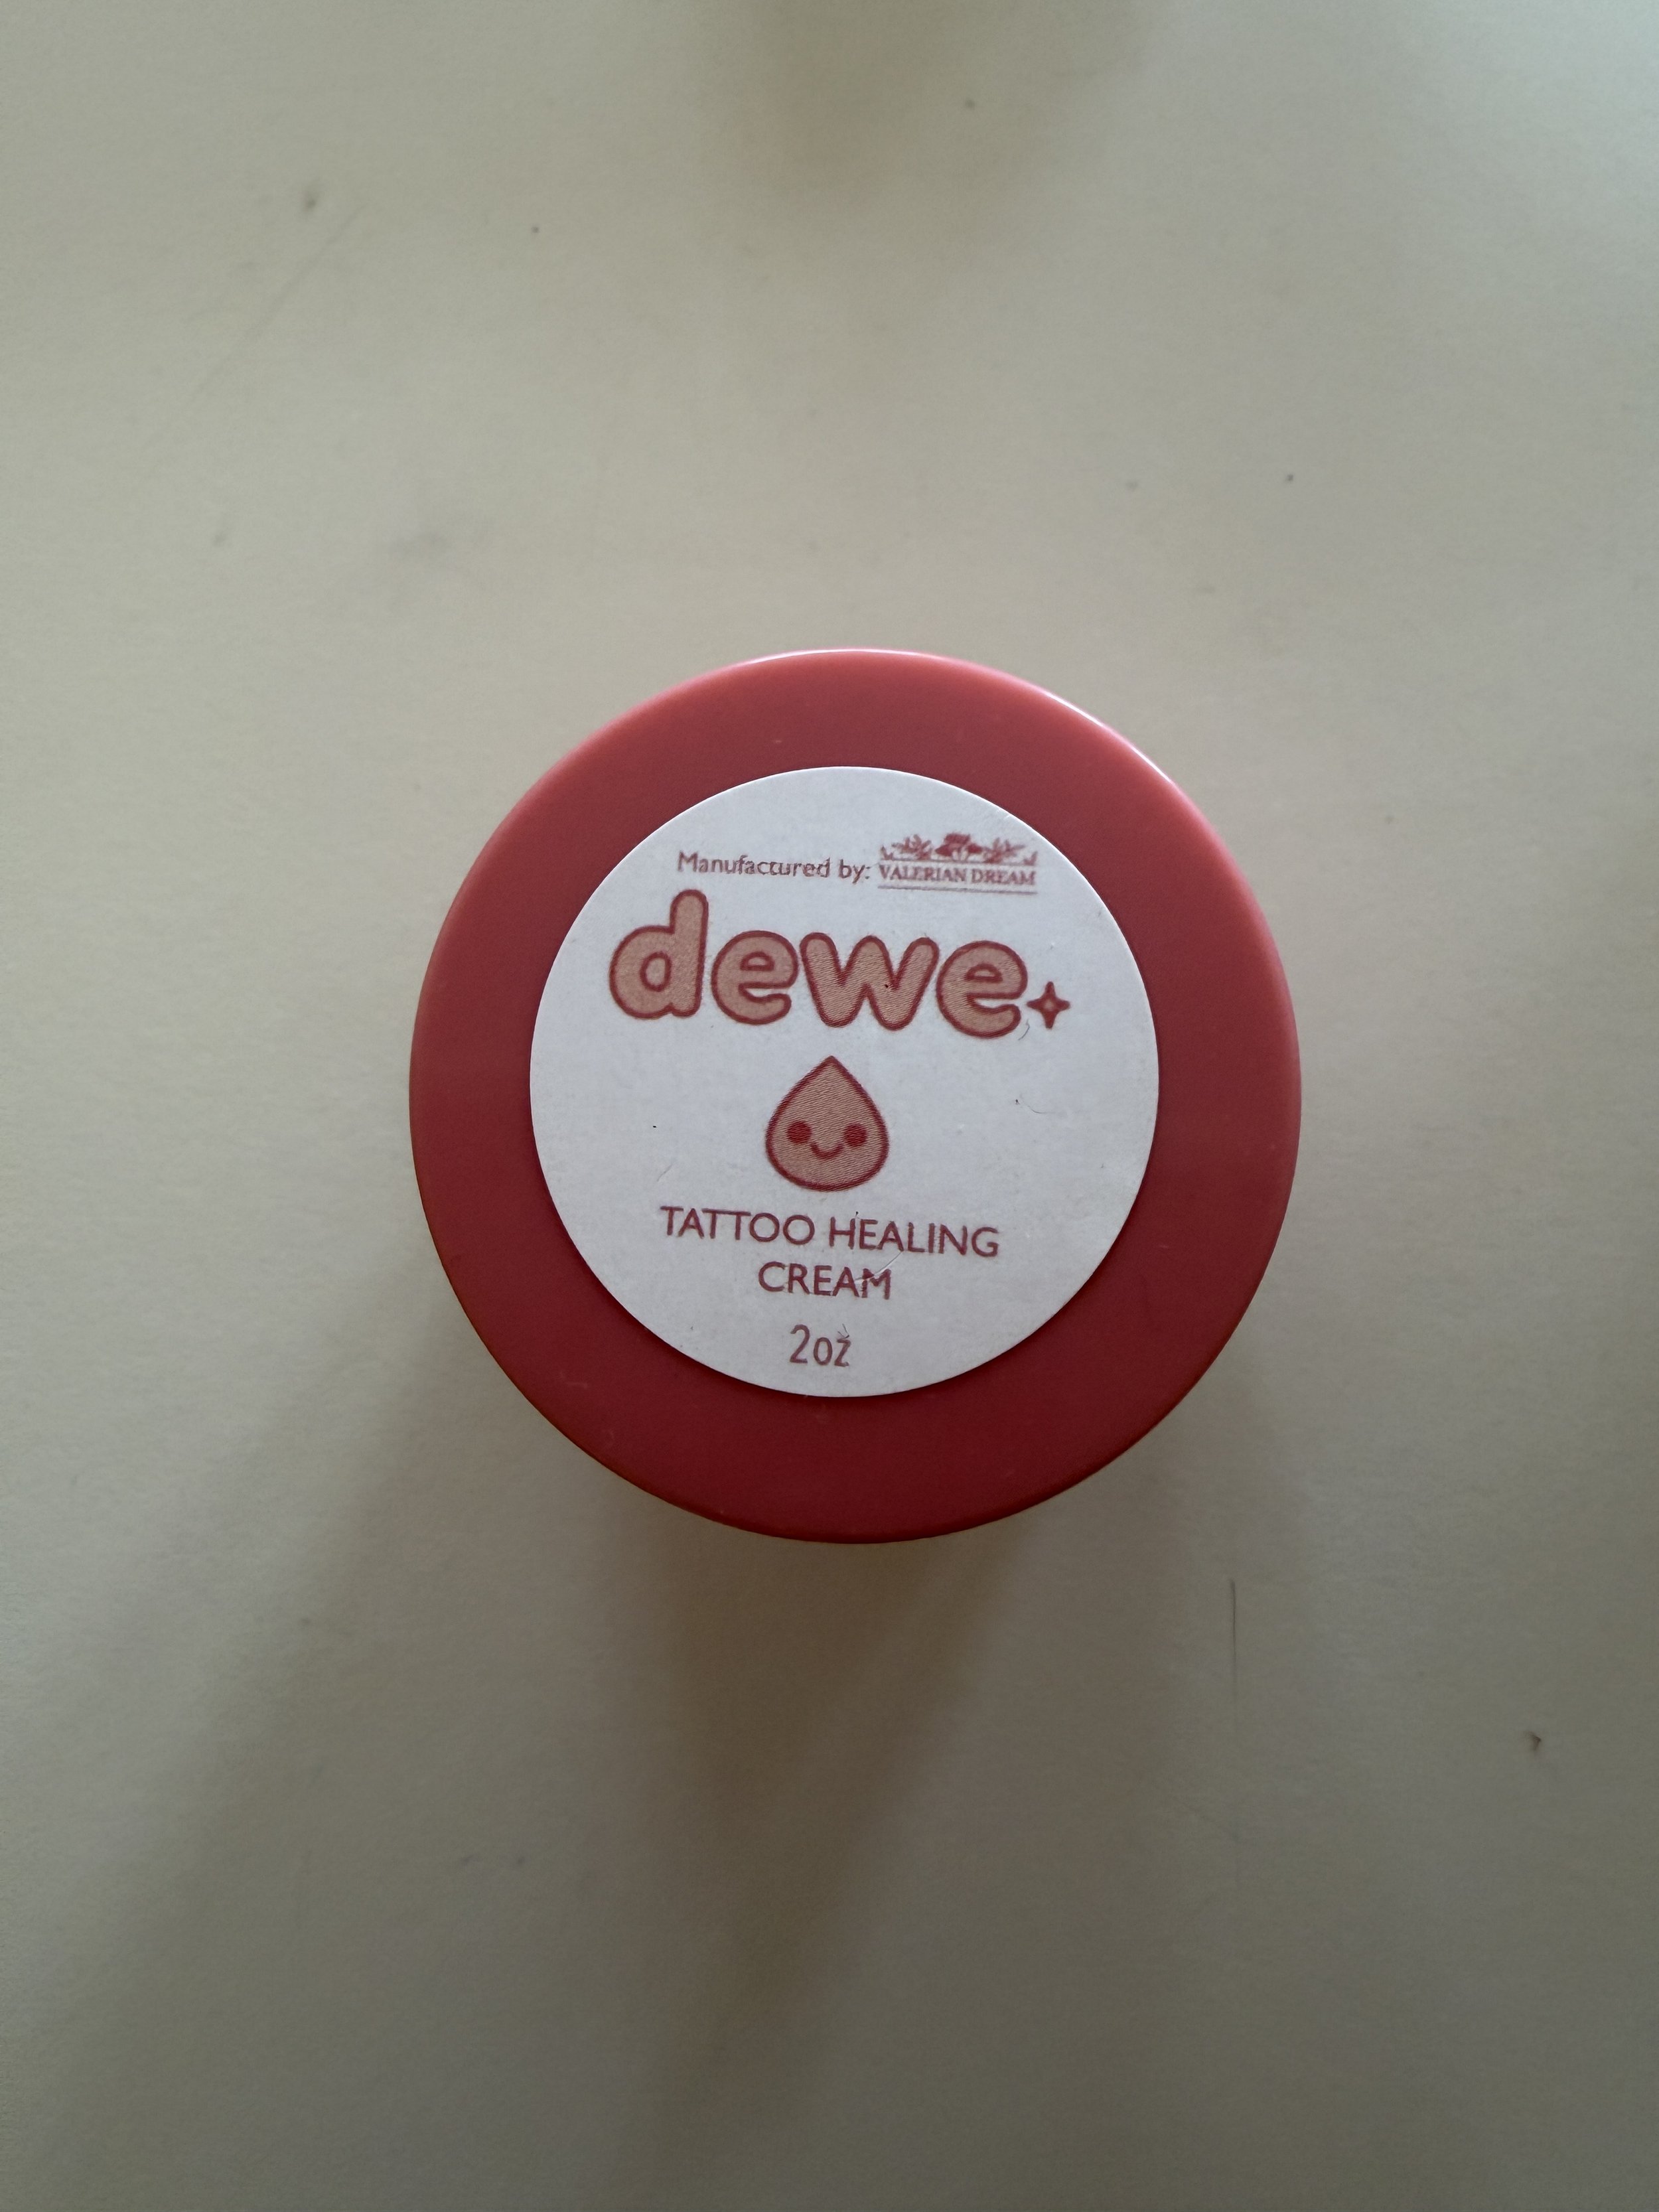 Manufactured by: VALERIAN DREAM
dewe
TATTOO HEALING
CREAM
2oz